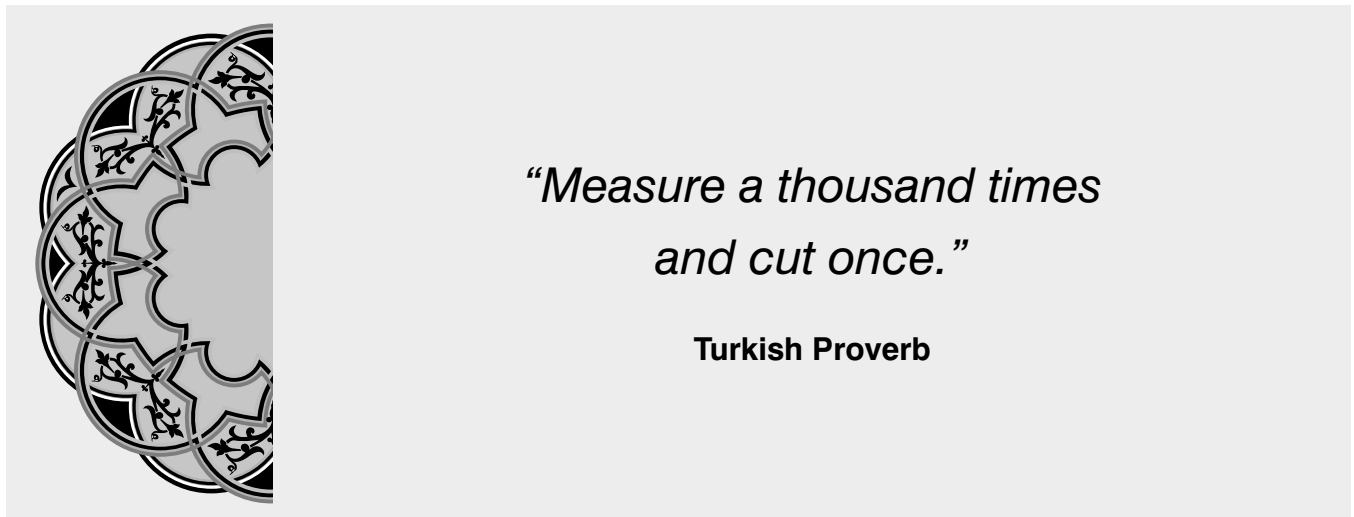 “Measure a thousand times
and cut once.”
Turkish Proverb